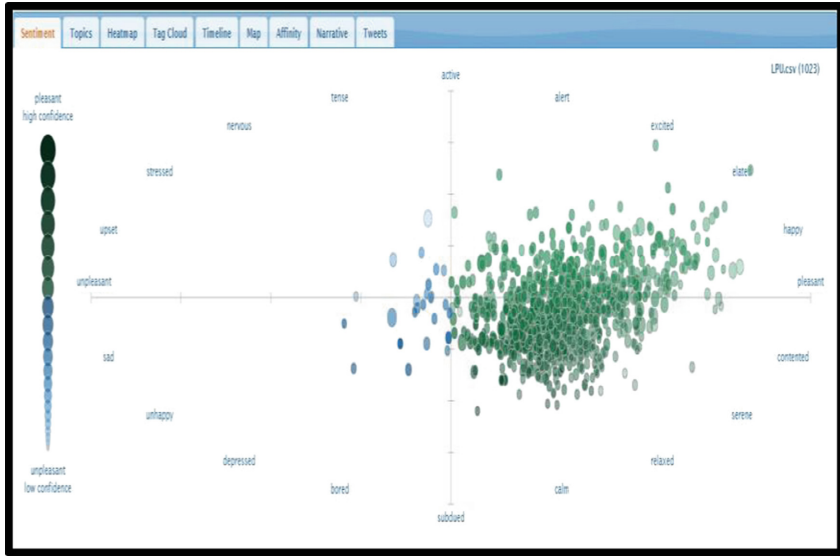 Sentiment
Topics
Heatmap
Tag Cloud
Timeline
Map
Affinity
Narrative
Tweets
LPU.csv (1023)
active
pleasant
high confidence
tense
alert
nervous
excited
stressed
elated
upset
happy
unpleasant
pleasant
sad
contented
unhappy
serene
depressed
relaxed
unpleasant
low confidence
bored
calm
subdued